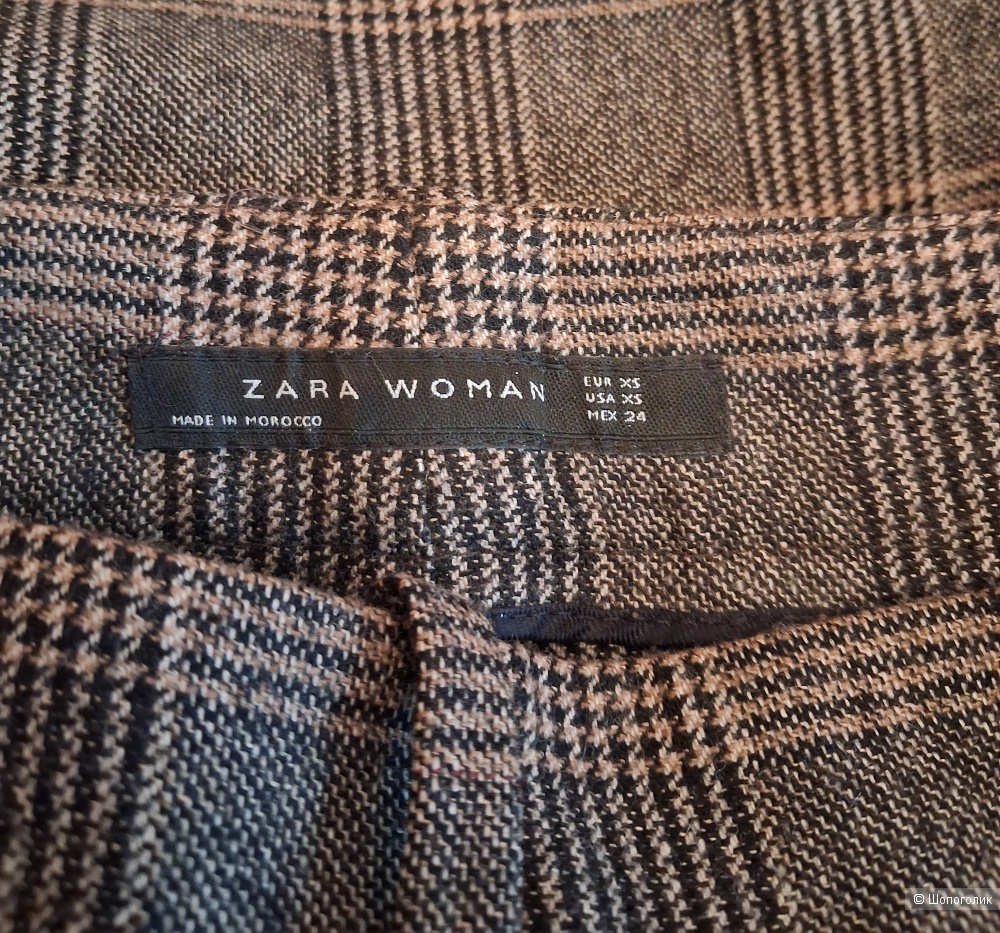 ZARA WOMAN
MADE IN MOROCCO
EUR XS
USA XS
MEX 24
© Шопоголик